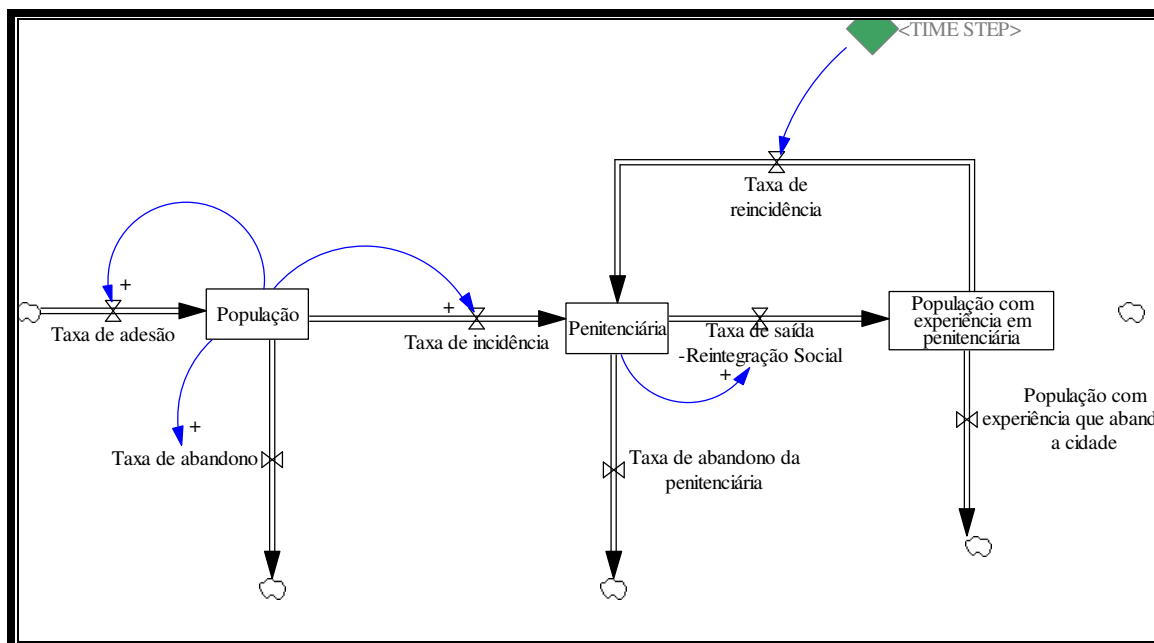 <TIME STEP>
Taxa de
reincidência
+
+
População
Taxa de adesão
Taxa de incidência
Penitenciária
Taxa de saída
-Reintegração Social
+
População com
experiência em
penitenciária
+
Taxa de abandono
Taxa de abandono da
penitenciária
População com
experiência que aband
a cidade